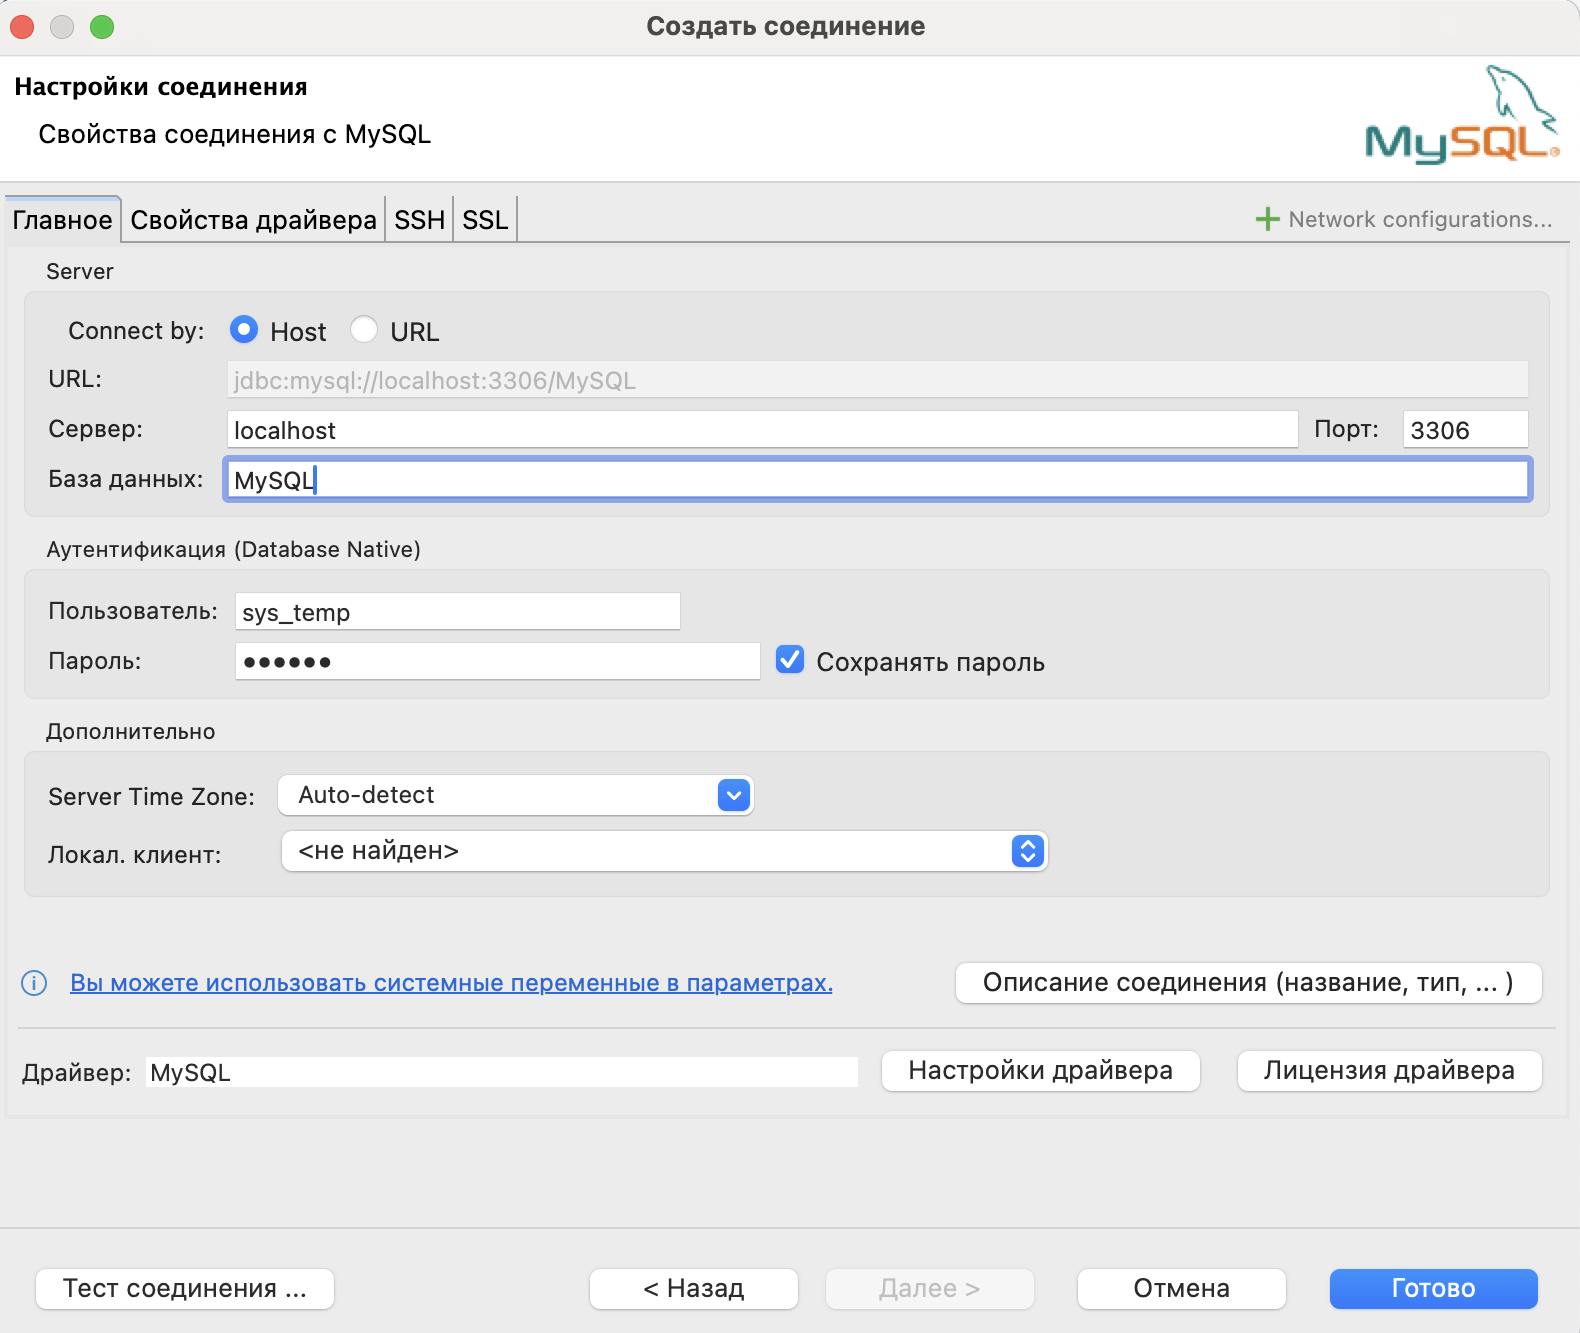 Создать соединение
Настройки соединения
Свойства соединения с MySQL
MySQL®
Главное Свойства драйвера SSH SSL Network configurations...
Server
Connect by: Host URL
URL: jdbc:mysql://localhost:3306/MySQL
Сервер: localhost Порт: 3306
База данных: MySQL
Аутентификация (Database Native)
Пользователь: sys_temp
Пароль: •••••• Сохранять пароль
Дополнительно
Server Time Zone: Auto-detect
Локал. клиент: <не найден>
Вы можете использовать системные переменные в параметрах. Описание соединения (название, тип, ... )
Драйвер: MySQL Настройки драйвера Лицензия драйвера
Тест соединения ... < Назад Далее > Отмена Готово